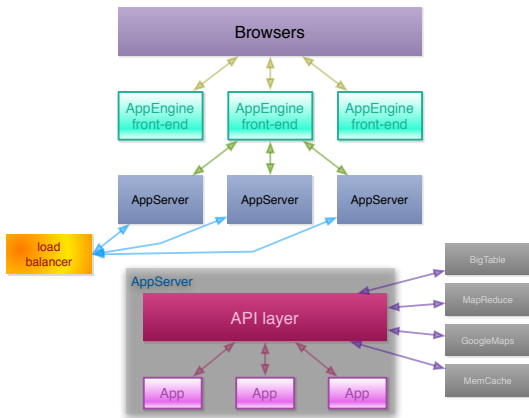 Browsers
AppEngine
front-end
AppEngine
front-end
AppEngine
front-end
AppServer
AppServer
AppServer
load
balancer
BigTable
AppServer
MapReduce
API layer
GoogleMaps
MemCache
App
App
App